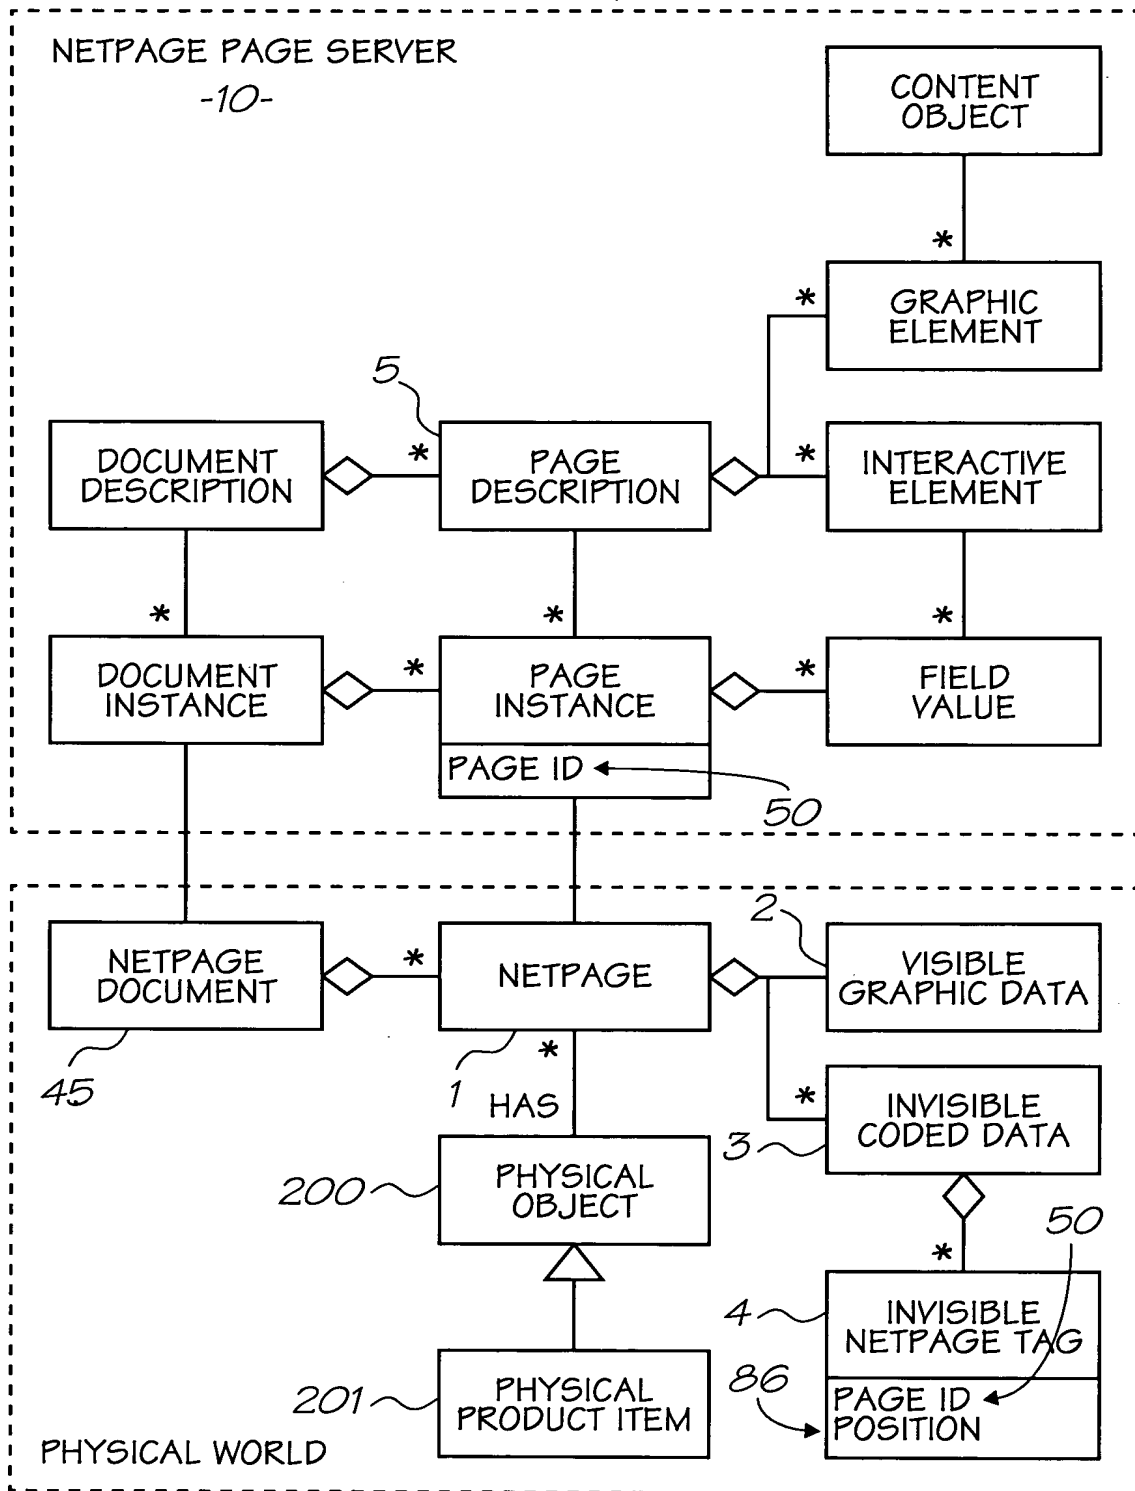 NETPAGE PAGE SERVER
-10-
CONTENT
OBJECT
*
*
GRAPHIC
ELEMENT
5
DOCUMENT
DESCRIPTION
*
PAGE
DESCRIPTION
*
INTERACTIVE
ELEMENT
*
*
*
DOCUMENT
INSTANCE
*
PAGE
INSTANCE
*
FIELD
VALUE
PAGE ID
50
2
NETPAGE
DOCUMENT
*
NETPAGE
VISIBLE
GRAPHIC DATA
45
1
*
HAS
*
INVISIBLE
CODED DATA
3
200
PHYSICAL
OBJECT
50
*
4
INVISIBLE
NETPAGE TAG
201
PHYSICAL
PRODUCT ITEM
86
PAGE ID
POSITION
PHYSICAL WORLD